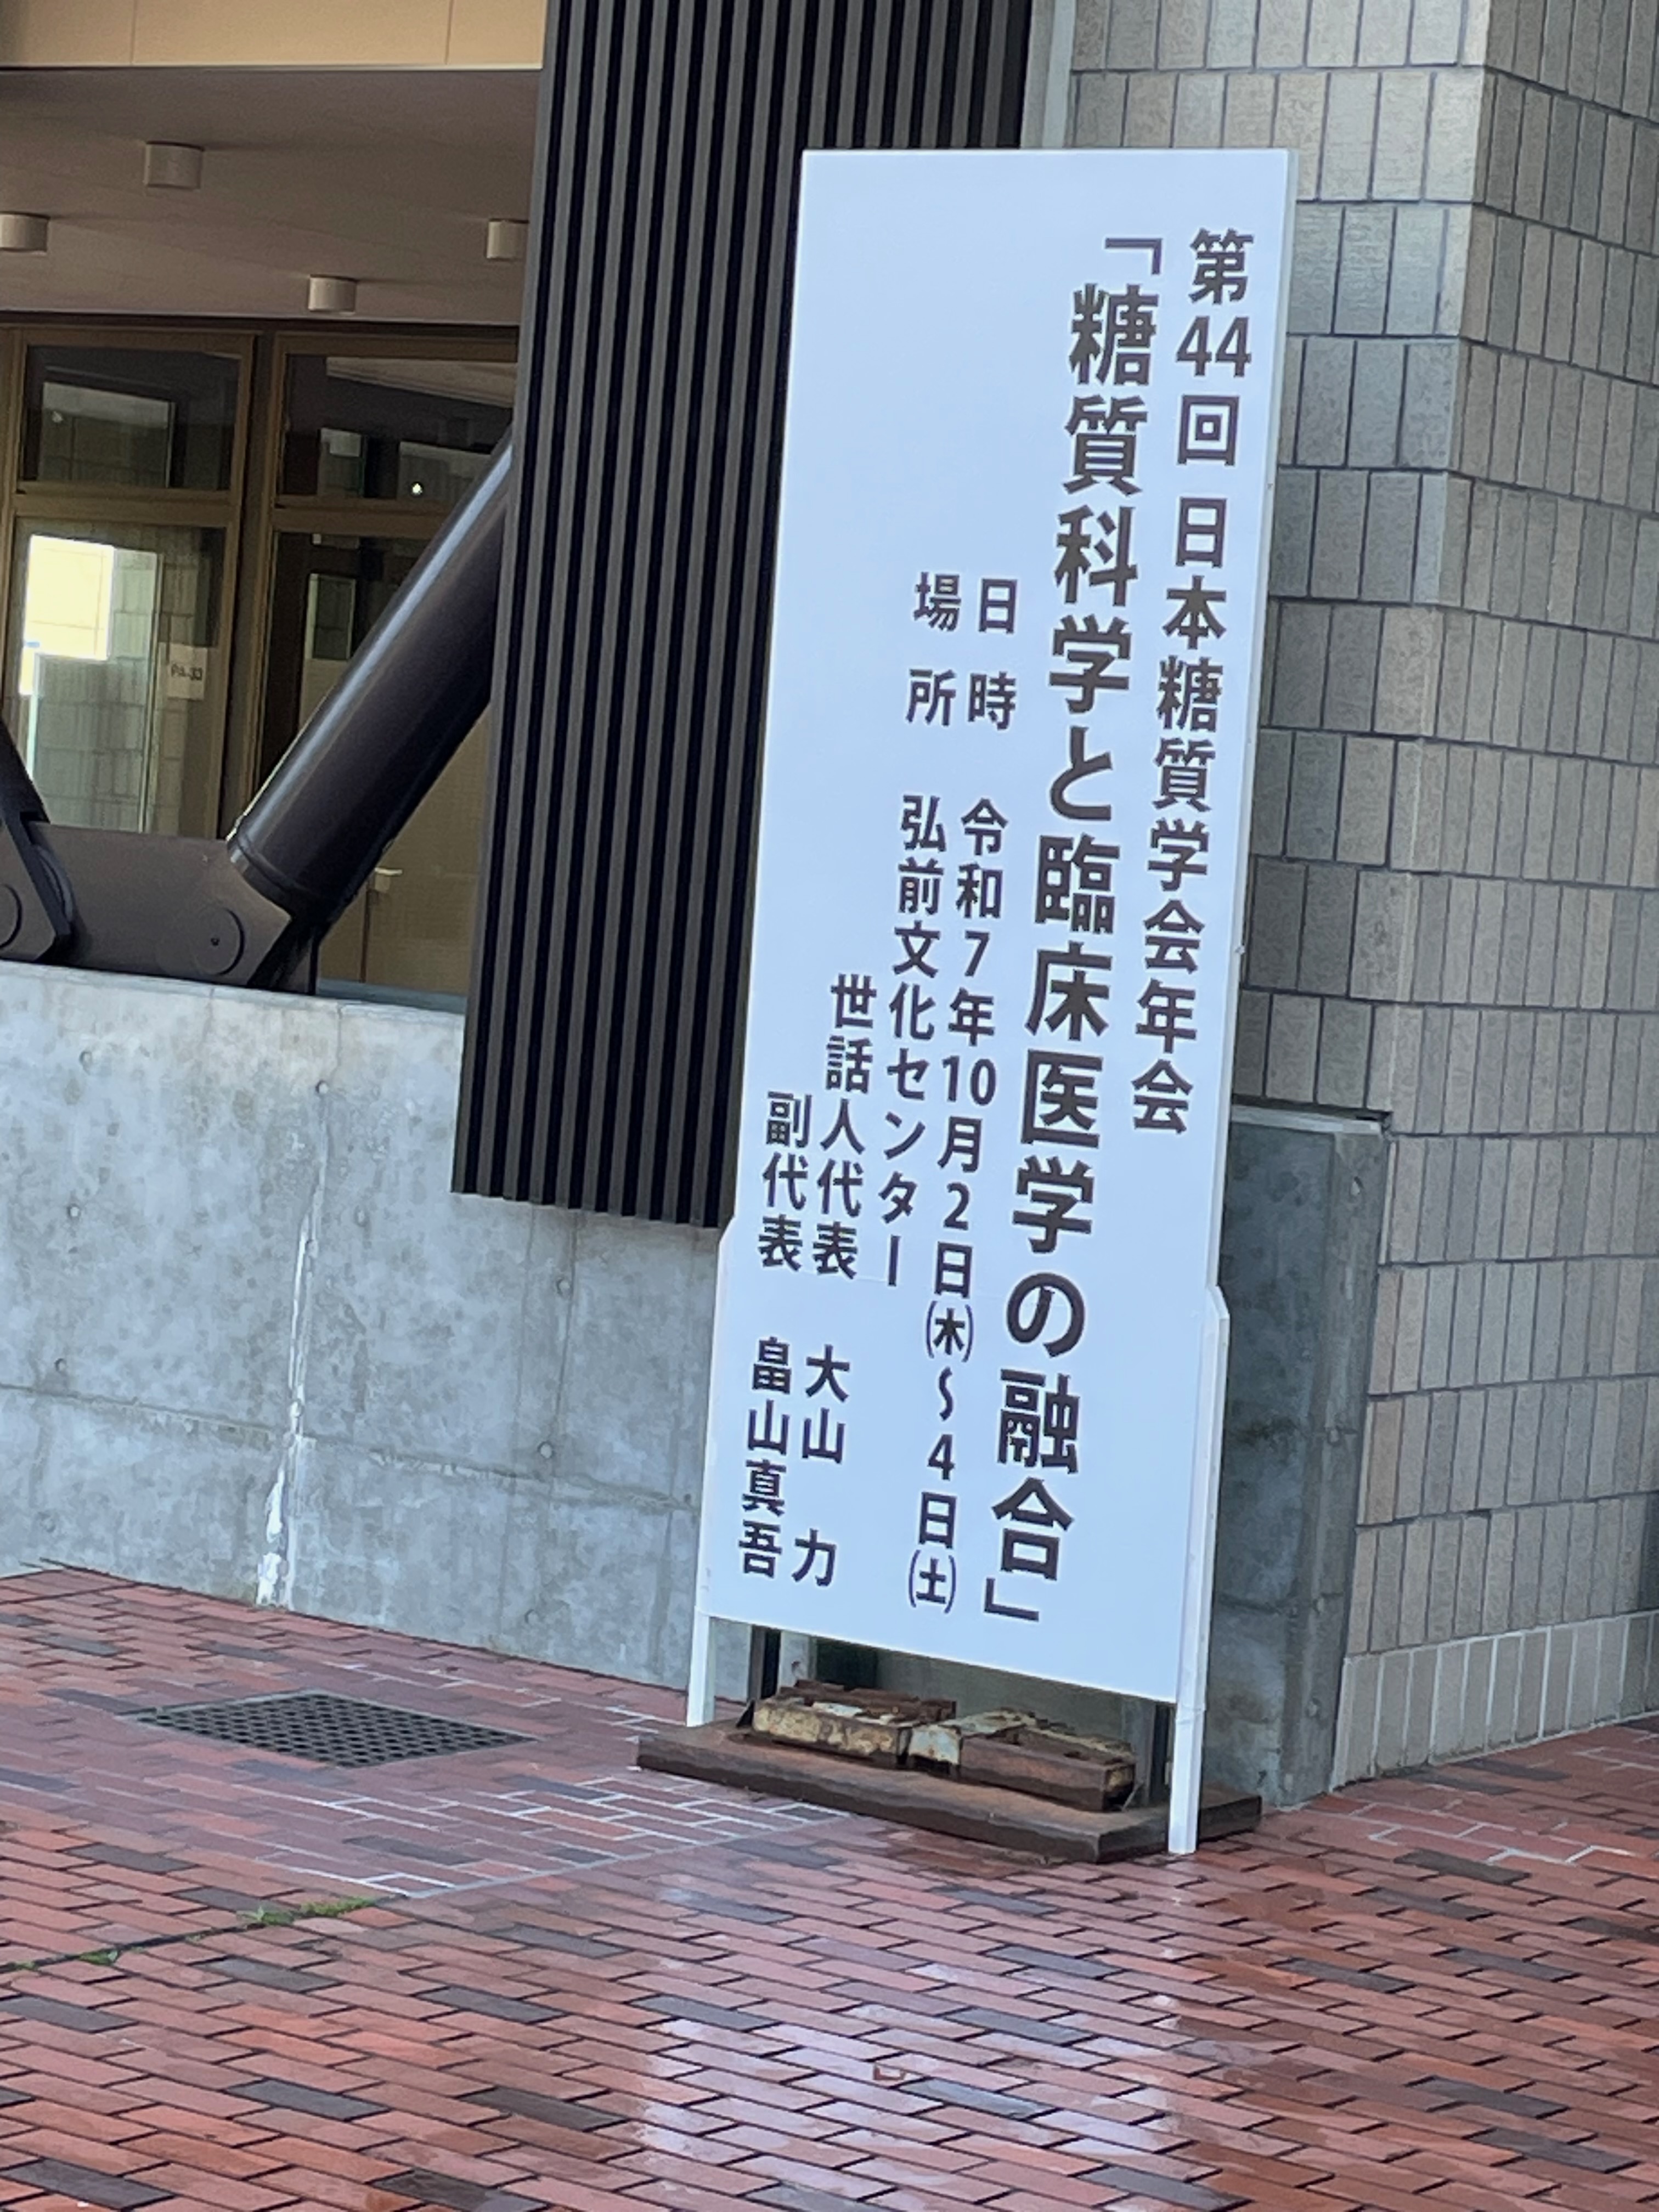 第44回 日本糖質学会年会
「糖質科学と臨床医学の融合」
日時 令和7年10月2日(木)～4日(土)
場所 弘前文化センター
世話人代表 大山 力
副代表 畠山真吾